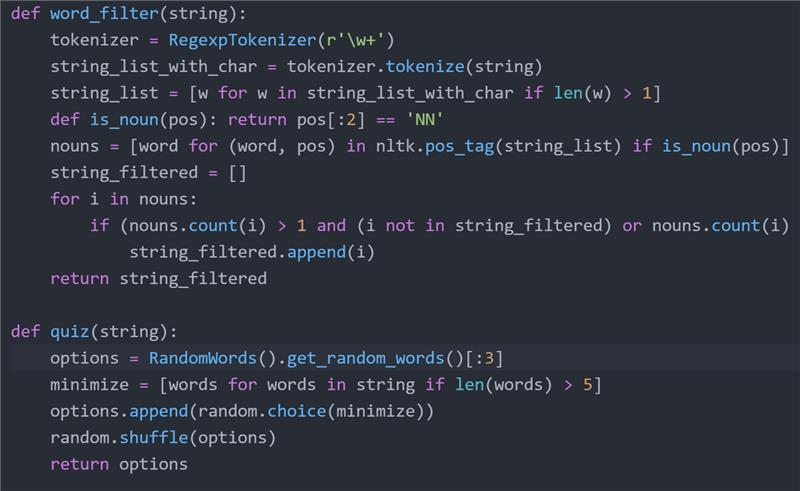 def word_filter(string):
    tokenizer = RegexpTokenizer(r'\w+')
    string_list_with_char = tokenizer.tokenize(string)
    string_list = [w for w in string_list_with_char if len(w) > 1]
    def is_noun(pos): return pos[:2] == 'NN'
    nouns = [word for (word, pos) in nltk.pos_tag(string_list) if is_noun(pos)]
    string_filtered = []
    for i in nouns:
        if (nouns.count(i) > 1 and (i not in string_filtered) or nouns.count(i)
            string_filtered.append(i)
    return string_filtered
def quiz(string):
    options = RandomWords().get_random_words()[:3]
    minimize = [words for words in string if len(words) > 5]
    options.append(random.choice(minimize))
    random.shuffle(options)
    return options